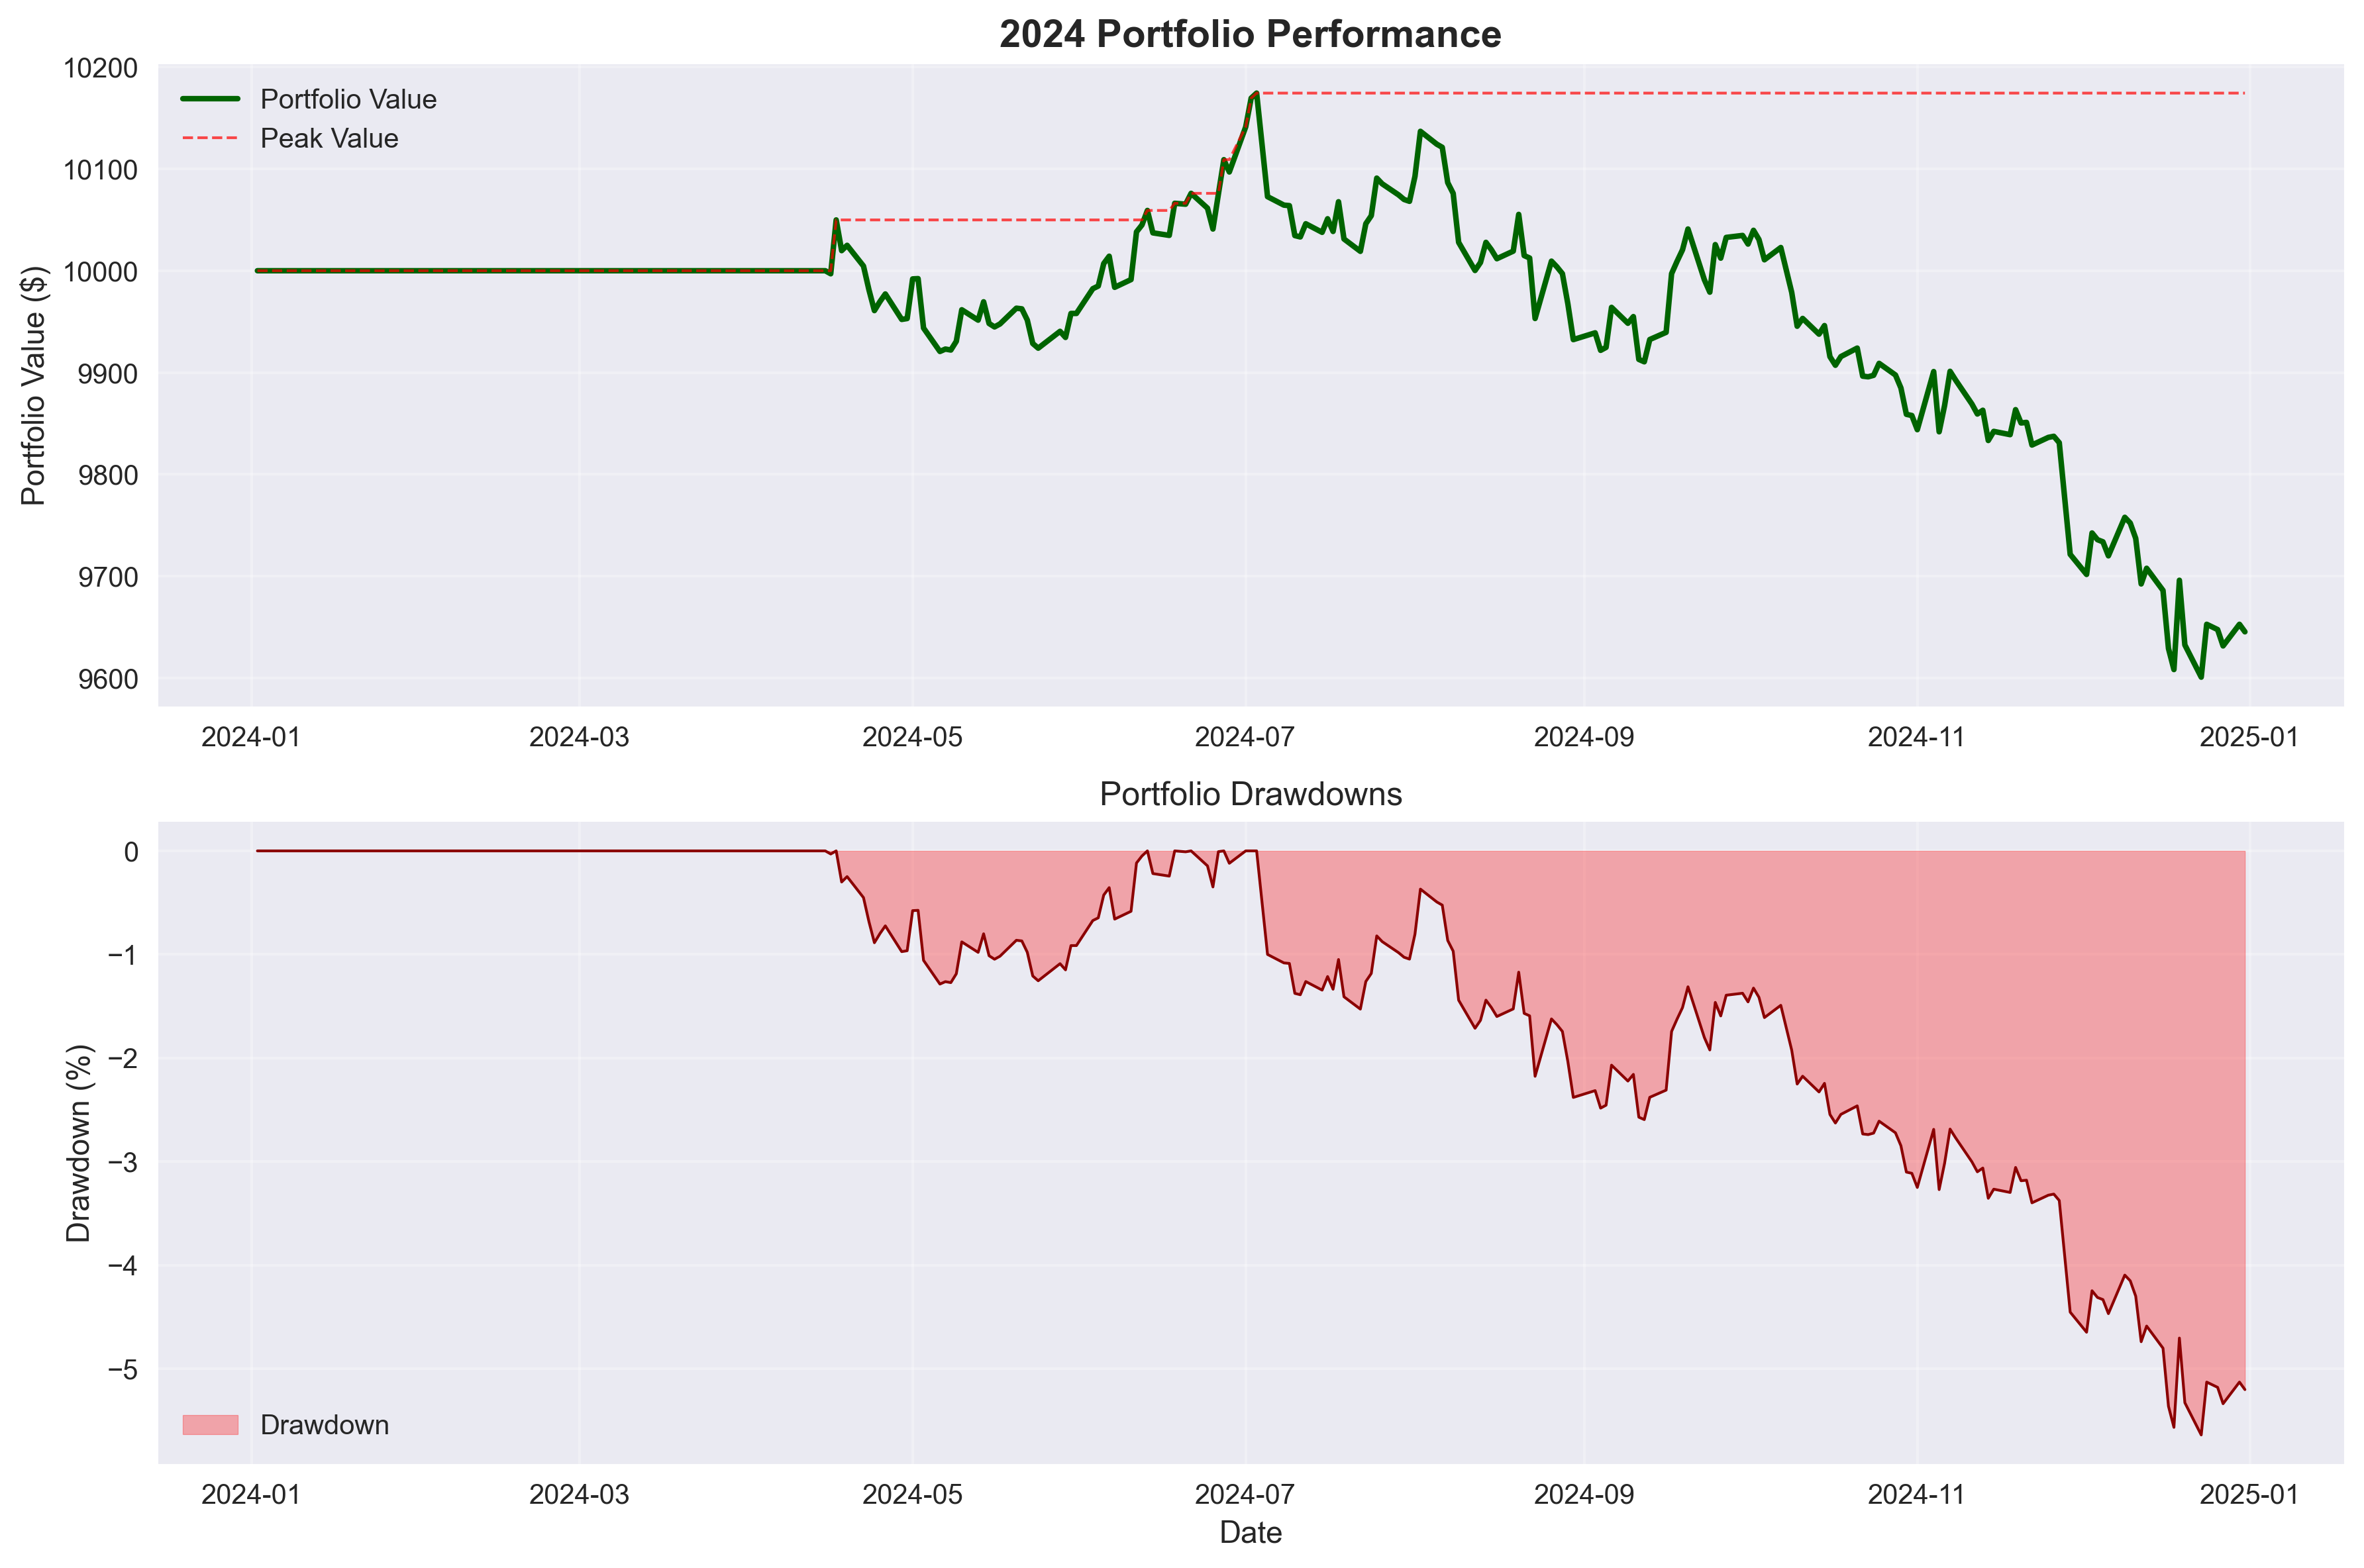 2024 Portfolio Performance
Portfolio Value
Peak Value
Portfolio Value ($)
10200
10100
10000
9900
9800
9700
9600
2024-01 2024-03 2024-05 2024-07 2024-09 2024-11 2025-01
Portfolio Drawdowns
Drawdown (%)
0
−1
−2
−3
−4
−5
Drawdown
2024-01 2024-03 2024-05 2024-07 2024-09 2024-11 2025-01
Date